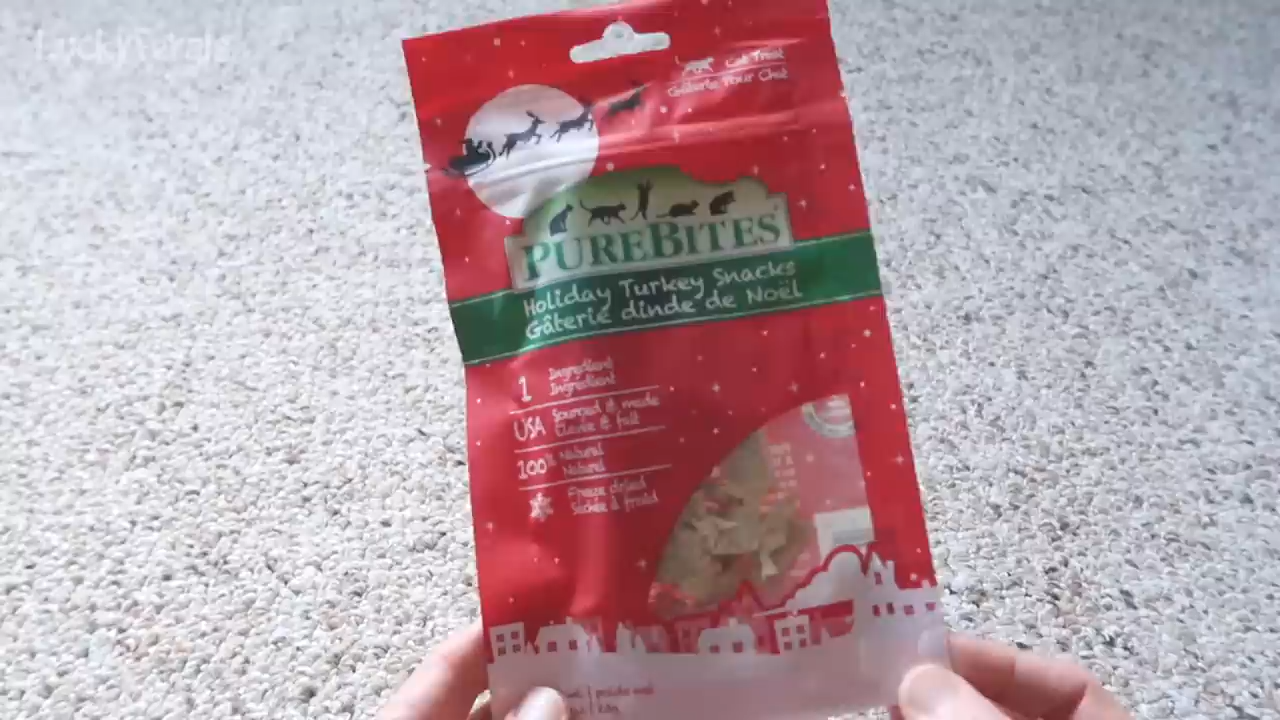 LuckyFerals
Cat Treat
Gâterie Pour Chat
PUREBITES
Holiday Turkey Snacks
Gâterie dinde de Noël
1 Ingredient
Ingrédient
USA Sourced & made
Élevée & fait
100% Natural
Naturel
Freeze dried
Séchée à froid